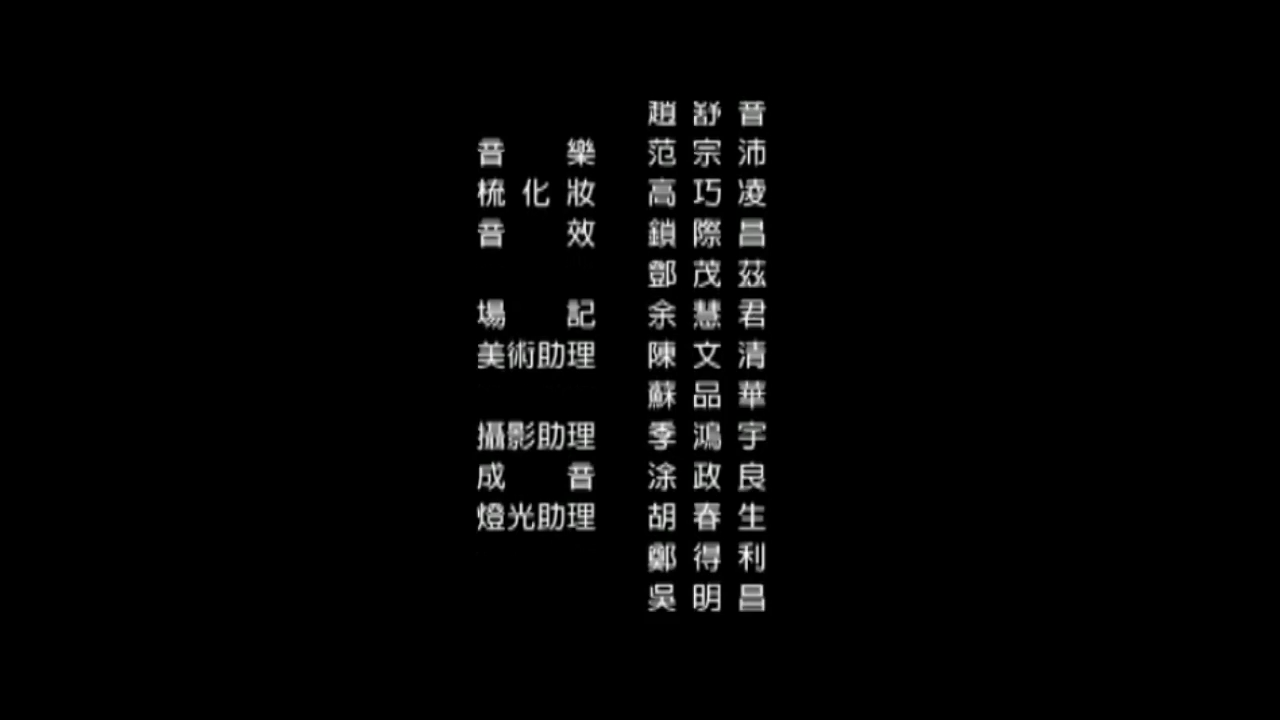 趙舒音
音樂 范宗沛
梳化妝 高巧凌
音效 鎖際昌
鄧茂茲
場記 余慧君
美術助理 陳文清
蘇品華
攝影助理 季鴻宇
成音 涂政良
燈光助理 胡春生
鄭得利
吳明昌